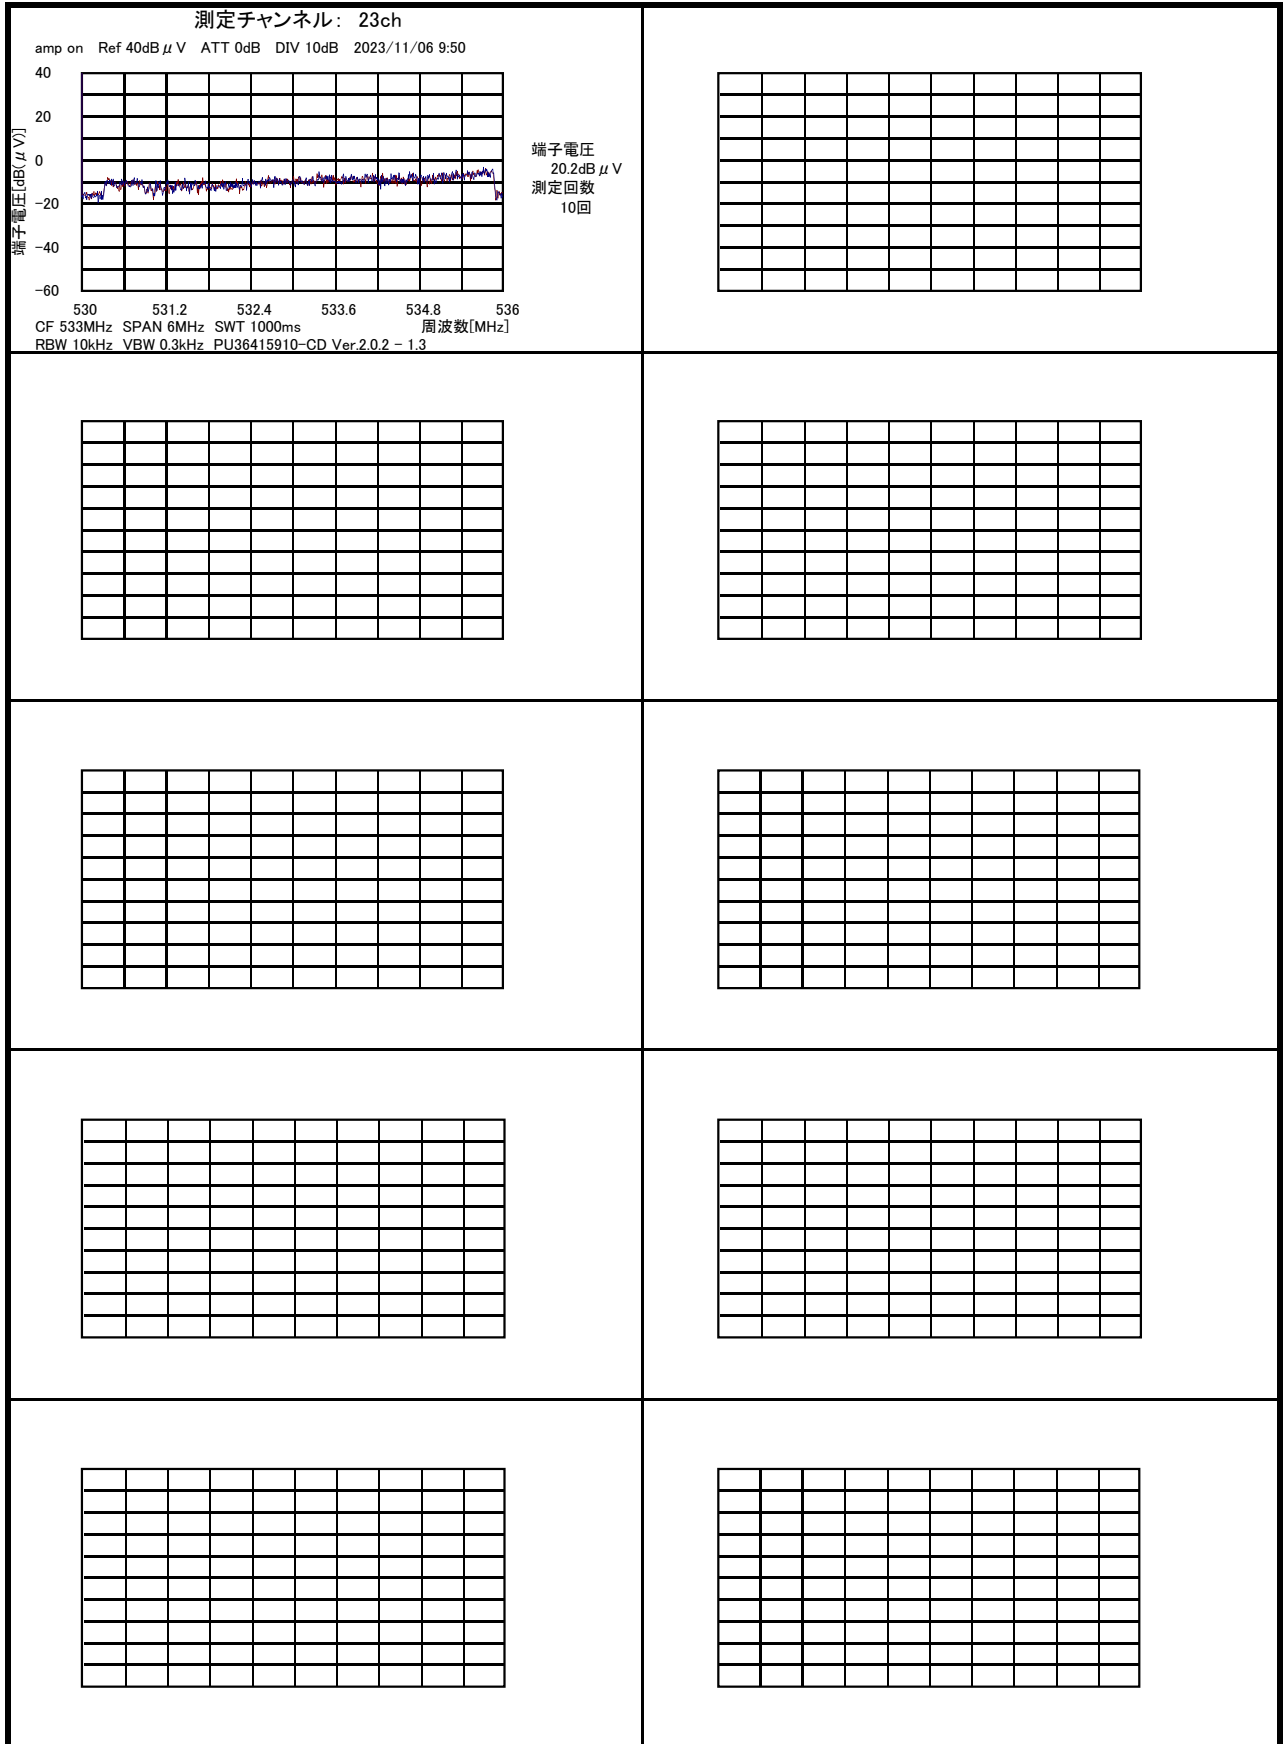 測定チャンネル: 23ch
amp on Ref 40dBμV ATT 0dB DIV 10dB 2023/11/06 9:50
40
20
0
-20
-40
-60
端子電圧[dB(μV)]
端子電圧
20.2dBμV
測定回数
10回
530 531.2 532.4 533.6 534.8 536
CF 533MHz SPAN 6MHz SWT 1000ms 周波数[MHz]
RBW 10kHz VBW 0.3kHz PU36415910-CD Ver.2.0.2 - 1.3